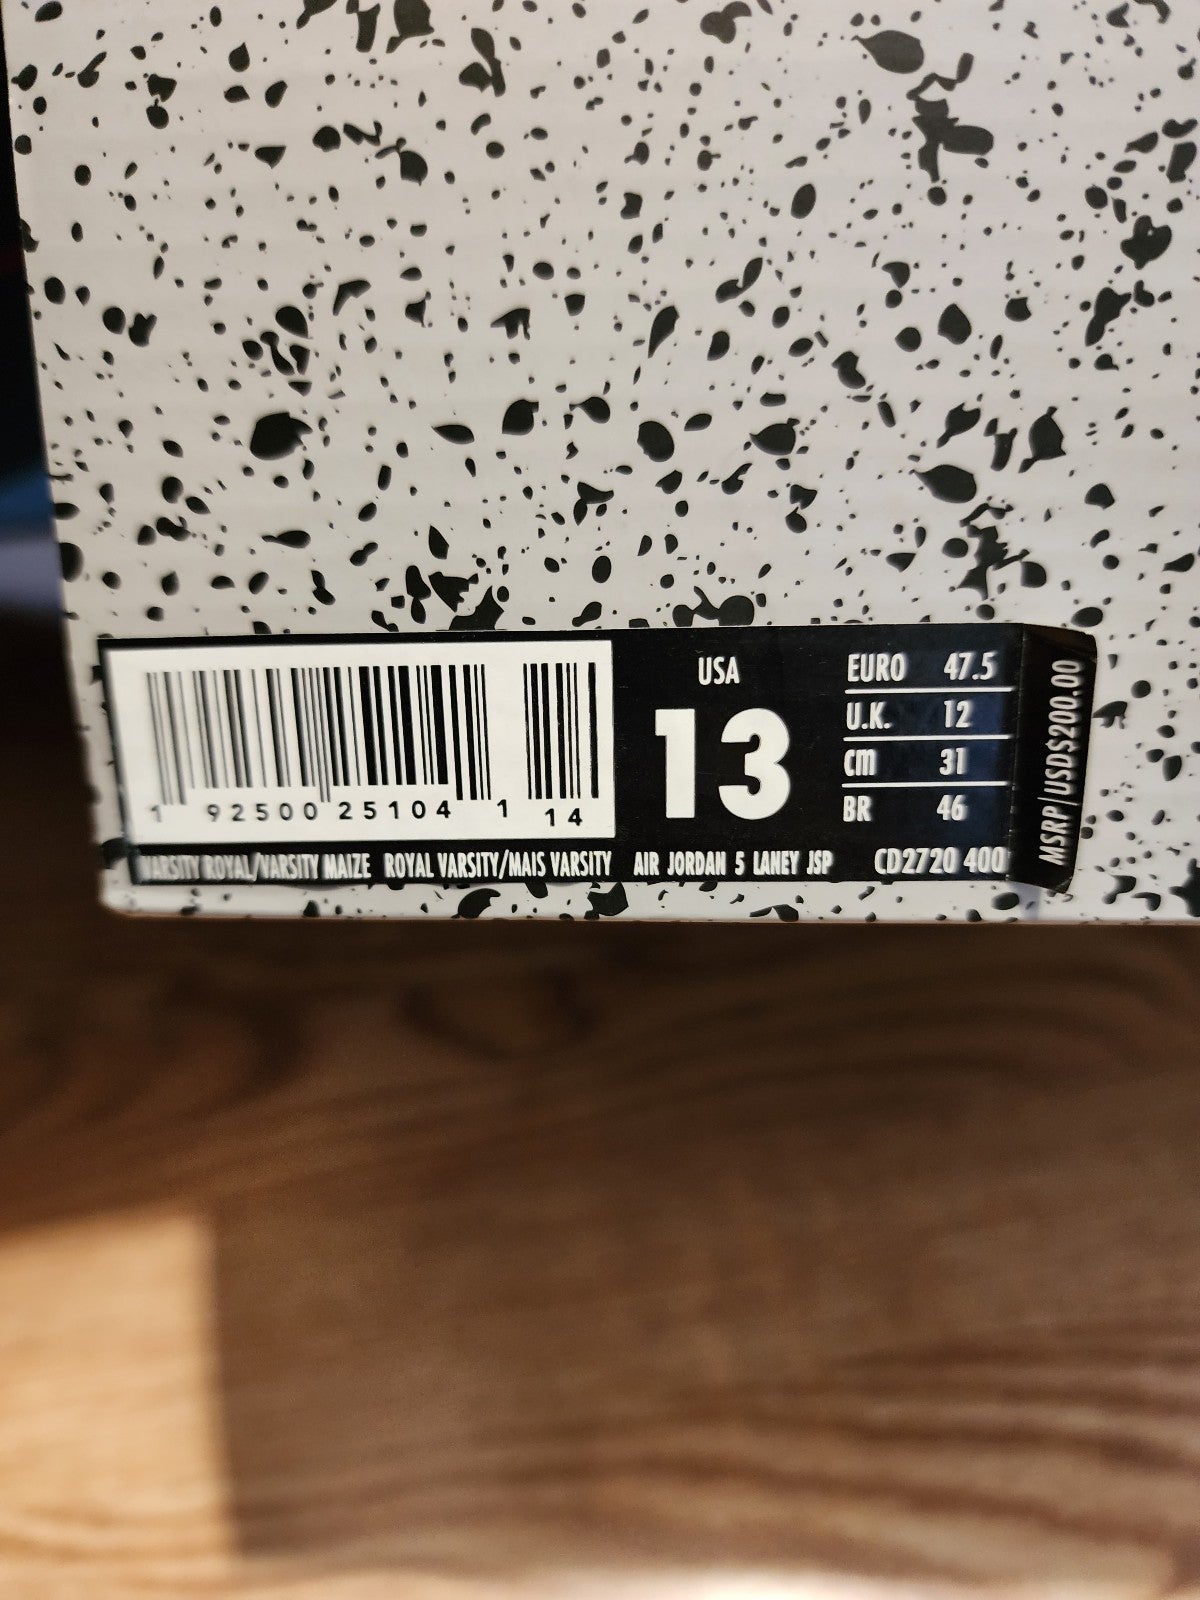 1 92500 25104 1 14
USA
13
EURO 47.5
U.K. 12
cm 31
BR 46
VARSITY ROYAL/VARSITY MAIZE ROYAL VARSITY/MAIS VARSITY AIR JORDAN 5 LANEY JSP CD2720 400
MSRP|USD$200.00